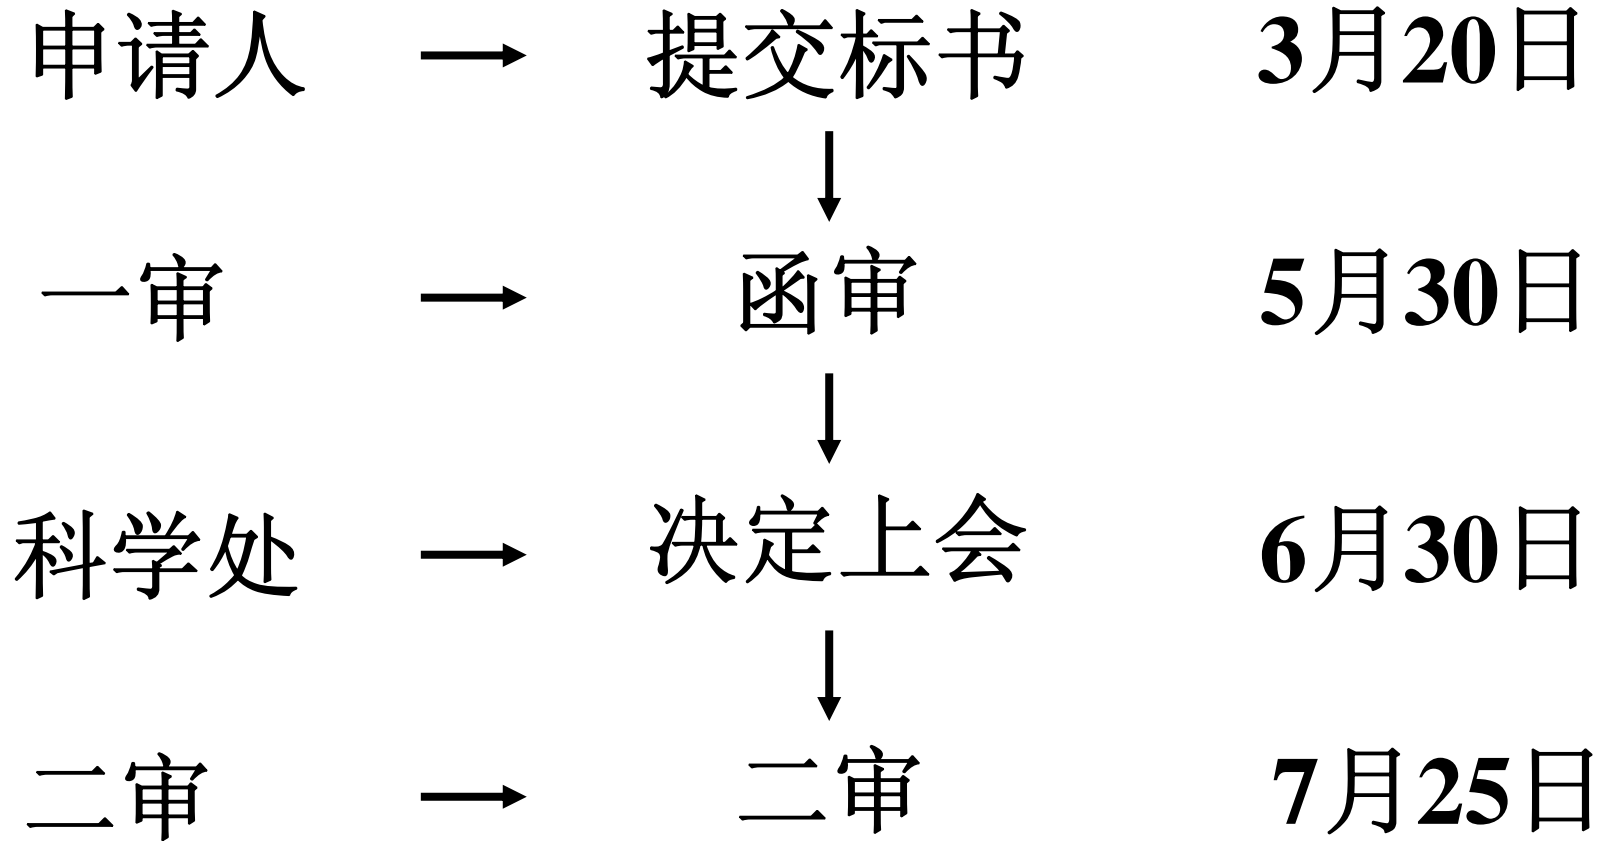 申请人 → 提交标书 3月20日
↓
一审 → 函审 5月30日
↓
科学处 → 决定上会 6月30日
↓
二审 → 二审 7月25日